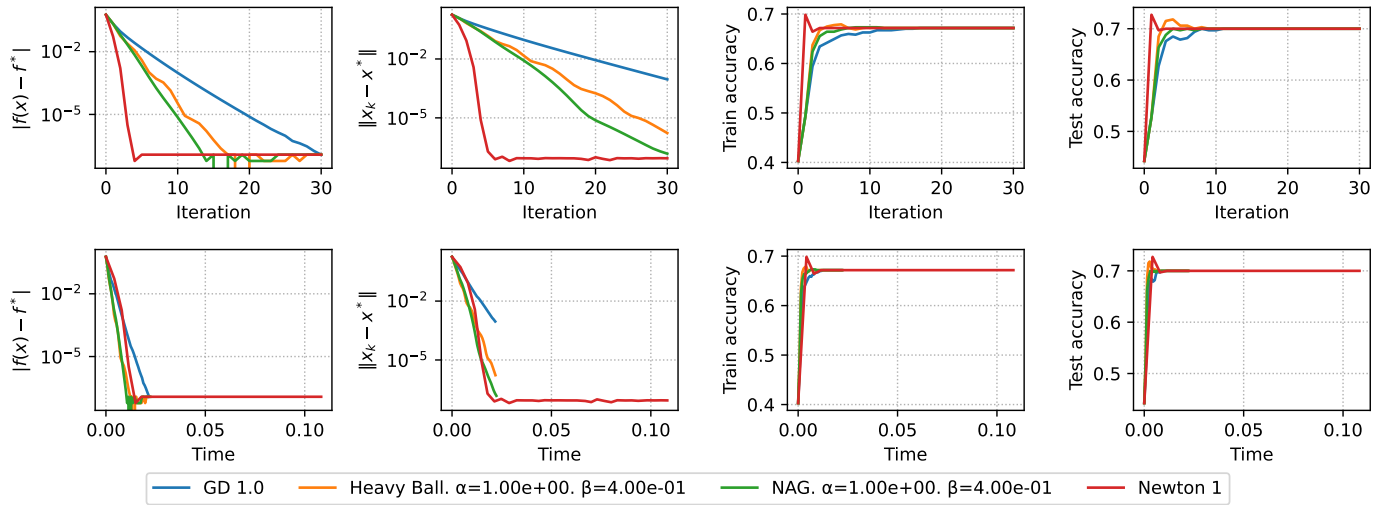 |f(x) − f*|
10⁻²
10⁻⁵
0 10 20 30
Iteration
‖x_k − x*‖
10⁻²
10⁻⁵
0 10 20 30
Iteration
Train accuracy
0.7
0.6
0.5
0.4
0 10 20 30
Iteration
Test accuracy
0.7
0.6
0.5
0 10 20 30
Iteration
|f(x) − f*|
10⁻²
10⁻⁵
0.00 0.05 0.10
Time
‖x_k − x*‖
10⁻²
10⁻⁵
0.00 0.05 0.10
Time
Train accuracy
0.7
0.6
0.5
0.4
0.00 0.05 0.10
Time
Test accuracy
0.7
0.6
0.5
0.00 0.05 0.10
Time
GD 1.0 Heavy Ball. α=1.00e+00. β=4.00e-01 NAG. α=1.00e+00. β=4.00e-01 Newton 1